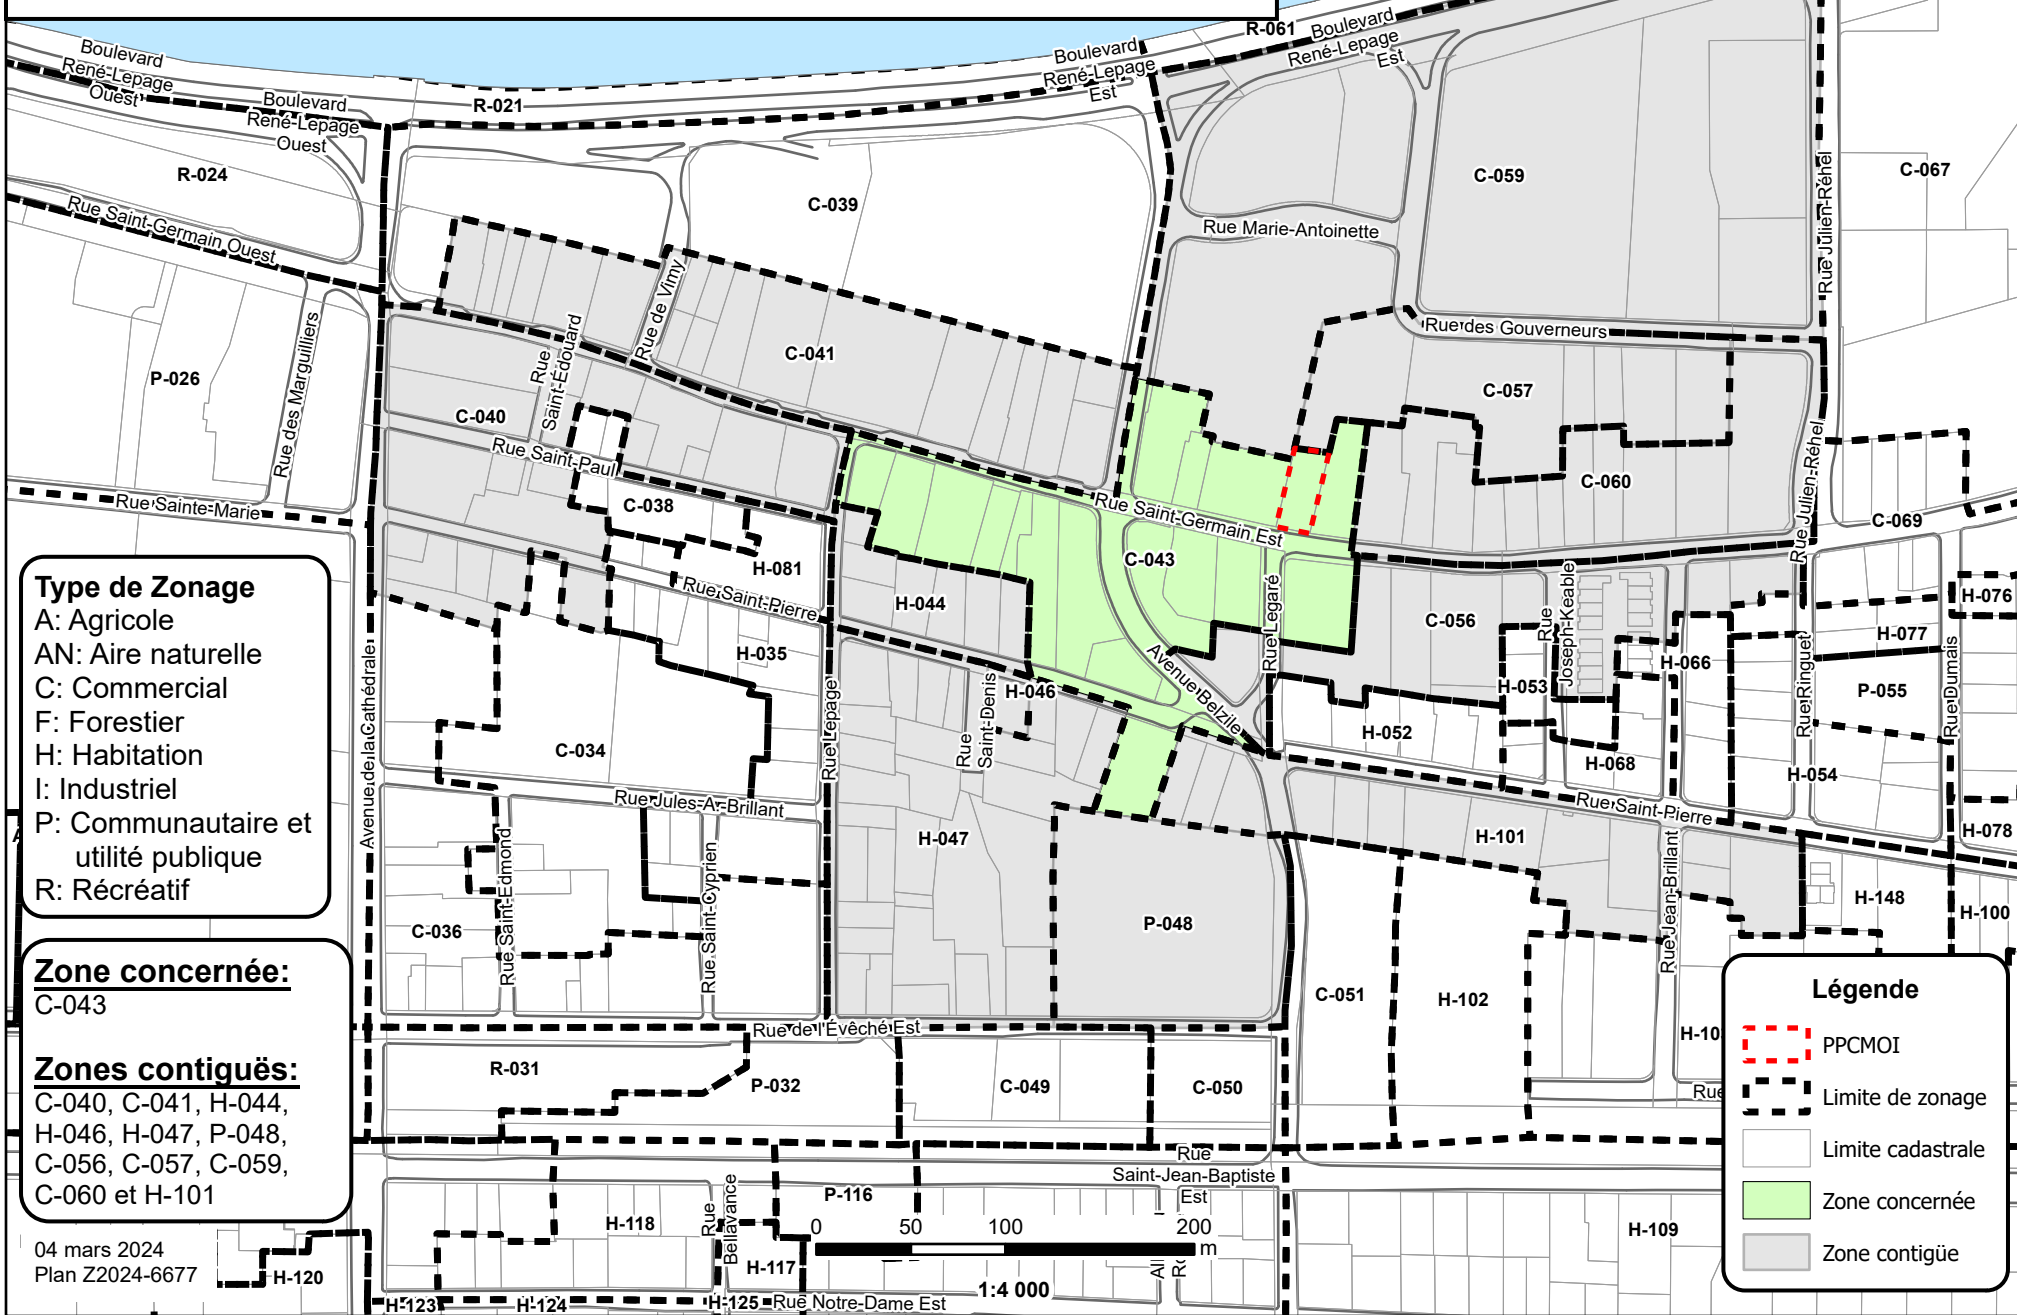 R-061
Boulevard
René-Lepage
Est
Boulevard
René-Lepage
Ouest
Boulevard
René-Lepage
Ouest
R-021
Boulevard
René-Lepage
Est
R-024
C-039
C-059
C-067
Rue Saint-Germain Ouest
Rue Marie-Antoinette
Rue Julien-Réhel
Rue de Vimy
Rue des Gouverneurs
Rue des Marguilliers
Rue
Saint-Édouard
C-041
P-026
C-040
C-057
Rue Saint-Paul
C-060
Rue Julien-Réhel
Rue Sainte-Marie
C-038
Rue Saint-Germain Est
C-069
H-081
C-043
Rue Saint-Pierre
H-044
Rue Legaré
C-056
Rue
Joseph-Keable
H-076
H-077
H-035
Avenue Belzile
H-066
H-053
H-046
P-055
Rue Ringuet
Rue Dumais
Rue Lepage
Rue
Saint-Denis
Avenue de la Cathédrale
C-034
H-052
H-068
H-054
Rue Jules-A.-Brillant
Rue Saint-Pierre
H-047
H-101
H-078
Rue Saint-Edmond
Rue Saint-Cyprien
Rue Jean-Brillant
C-036
P-048
H-148
H-100
C-051
H-102
Rue de l'Évêché Est
R-031
P-032
C-049
C-050
H-10
Rue
Rue
Saint-Jean-Baptiste
Est
P-116
H-118
Rue
Bellavance
H-109
H-117
H-120
H-123
H-124
H-125
Rue Notre-Dame Est
Type de Zonage
A: Agricole
AN: Aire naturelle
C: Commercial
F: Forestier
H: Habitation
I: Industriel
P: Communautaire et
utilité publique
R: Récréatif
Zone concernée:
C-043
Zones contiguës:
C-040, C-041, H-044,
H-046, H-047, P-048,
C-056, C-057, C-059,
C-060 et H-101
04 mars 2024
Plan Z2024-6677
0 50 100 200
m
1:4 000
Légende
PPCMOI
Limite de zonage
Limite cadastrale
Zone concernée
Zone contigüe